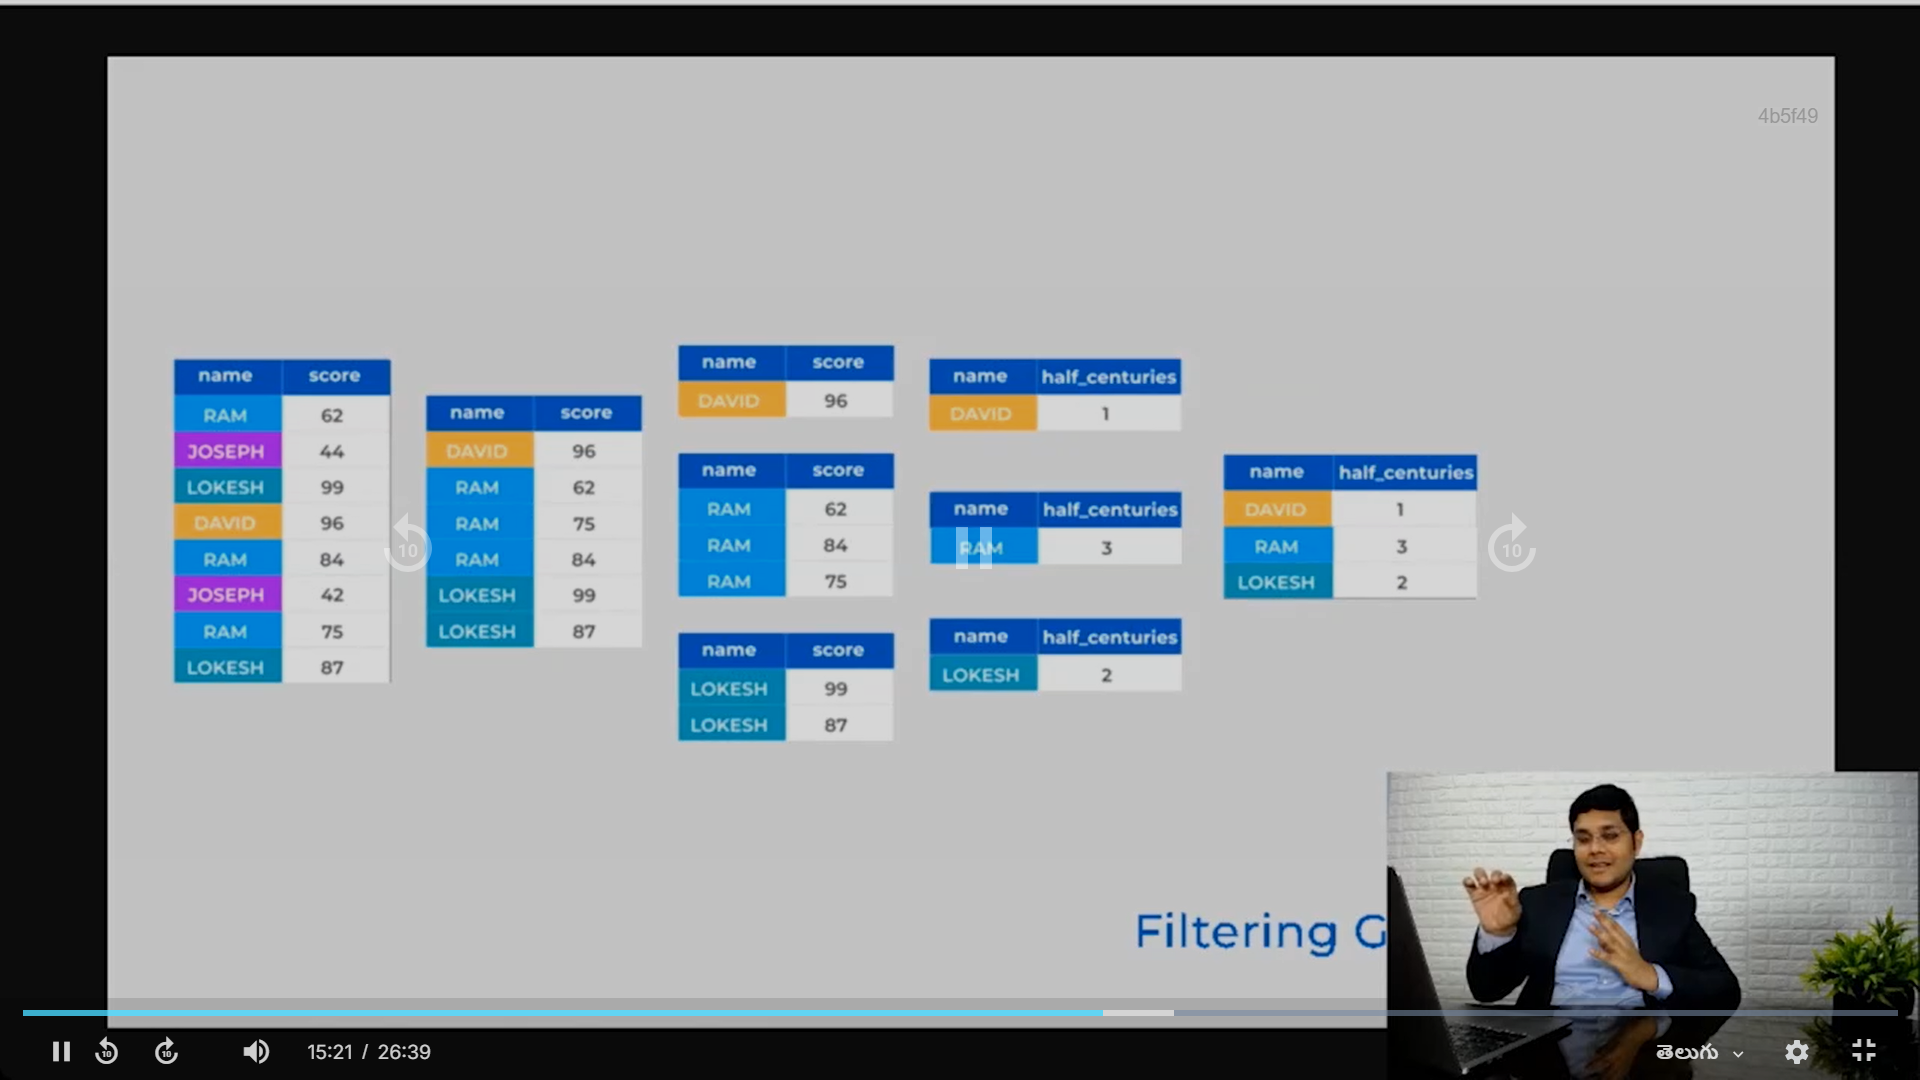 4b5f49
name score
RAM 62
JOSEPH 44
LOKESH 99
DAVID 96
RAM 84
JOSEPH 42
RAM 75
LOKESH 87
name score
DAVID 96
RAM 62
RAM 75
RAM 84
LOKESH 99
LOKESH 87
name score
DAVID 96
name score
RAM 62
RAM 84
RAM 75
name score
LOKESH 99
LOKESH 87
name half_centuries
DAVID 1
name half_centuries
RAM 3
name half_centuries
LOKESH 2
name half_centuries
DAVID 1
RAM 3
LOKESH 2
10
10
Filtering G
10
10
15:21 / 26:39
తెలుగు